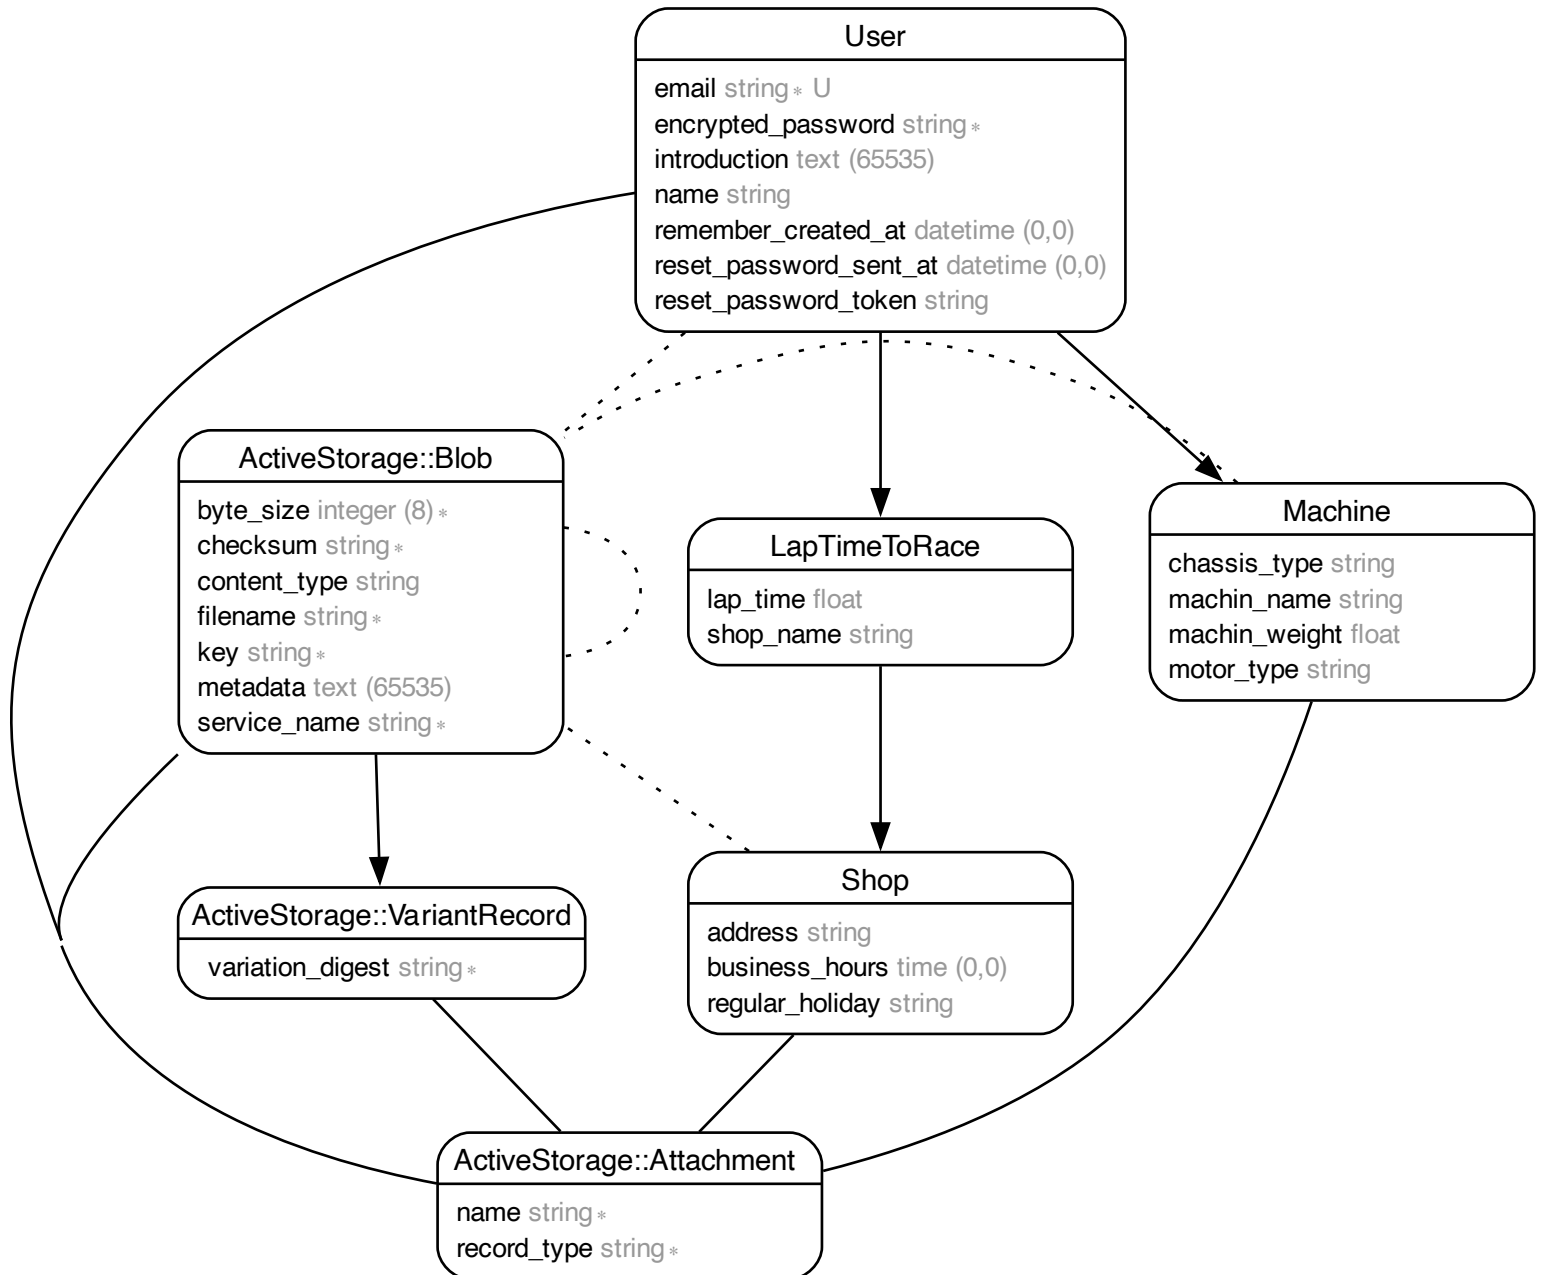 User
email string∗ U
encrypted_password string∗
introduction text (65535)
name string
remember_created_at datetime (0,0)
reset_password_sent_at datetime (0,0)
reset_password_token string
ActiveStorage::Blob
byte_size integer (8)∗
checksum string∗
content_type string
filename string∗
key string∗
metadata text (65535)
service_name string∗
LapTimeToRace
lap_time float
shop_name string
Machine
chassis_type string
machin_name string
machin_weight float
motor_type string
ActiveStorage::VariantRecord
variation_digest string∗
Shop
address string
business_hours time (0,0)
regular_holiday string
ActiveStorage::Attachment
name string∗
record_type string∗